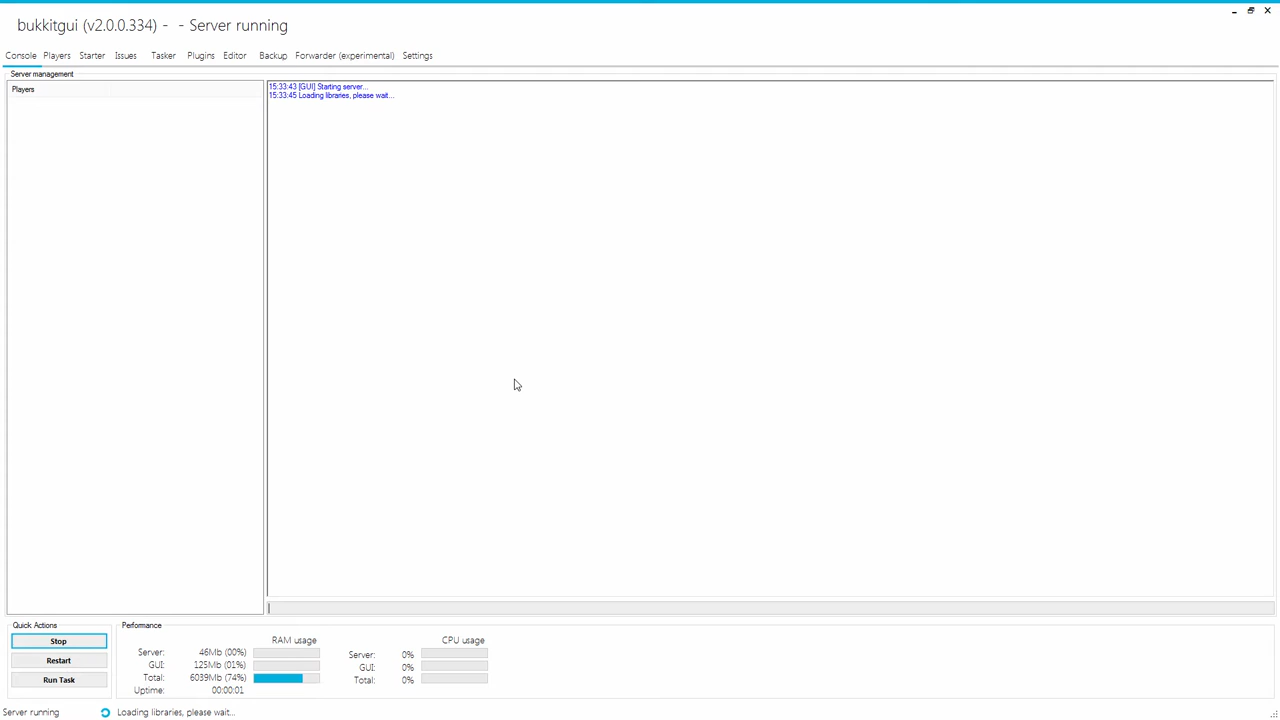 bukkitgui (v2.0.0.334) - - Server running
Console Players Starter Issues Tasker Plugins Editor Backup Forwarder (experimental) Settings
Server management
Players
15:33:43 [GUI] Starting server...
15:33:45 Loading libraries, please wait...
Quick Actions
Stop
Restart
Run Task
Performance
RAM usage
Server: 46Mb (00%)
GUI: 125Mb (01%)
Total: 6039Mb (74%)
Uptime: 00:00:01
CPU usage
Server: 0%
GUI: 0%
Total: 0%
Server running Loading libraries, please wait...